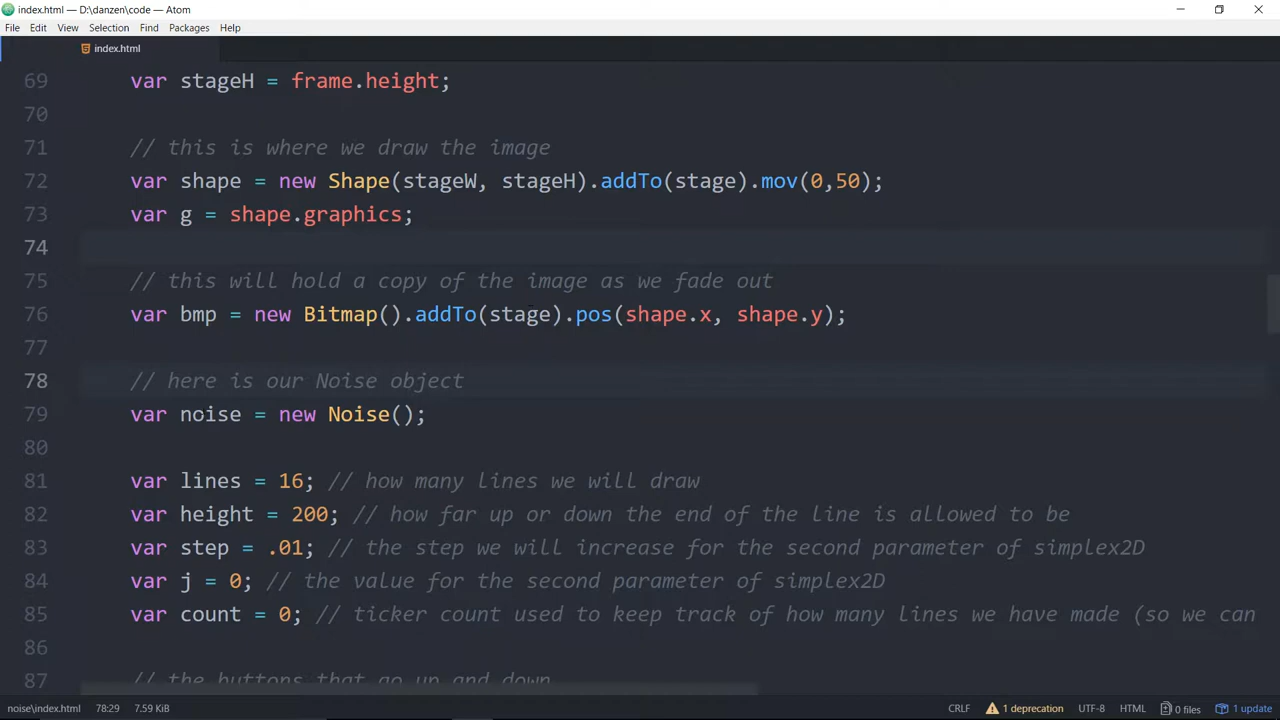 index.html — D:\danzen\code — Atom
File Edit View Selection Find Packages Help
index.html
69 var stageH = frame.height;
70
71 // this is where we draw the image
72 var shape = new Shape(stageW, stageH).addTo(stage).mov(0,50);
73 var g = shape.graphics;
74
75 // this will hold a copy of the image as we fade out
76 var bmp = new Bitmap().addTo(stage).pos(shape.x, shape.y);
77
78 // here is our Noise object
79 var noise = new Noise();
80
81 var lines = 16; // how many lines we will draw
82 var height = 200; // how far up or down the end of the line is allowed to be
83 var step = .01; // the step we will increase for the second parameter of simplex2D
84 var j = 0; // the value for the second parameter of simplex2D
85 var count = 0; // ticker count used to keep track of how many lines we have made (so we can
86
87 // the buttons that go up and down
noise\index.html 78:29 7.59 KiB CRLF 1 deprecation UTF-8 HTML 0 files 1 update